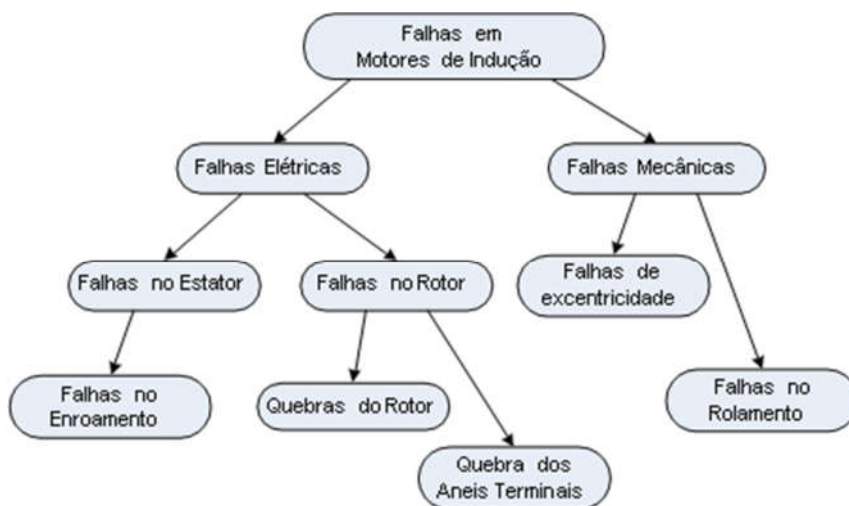 Falhas em
Motores de Indução
Falhas Elétricas
Falhas Mecânicas
Falhas no Estator
Falhas no Rotor
Falhas de
excentricidade
Falhas no
Enroamento
Quebras do Rotor
Falhas no
Rolamento
Quebra dos
Aneis Terminais